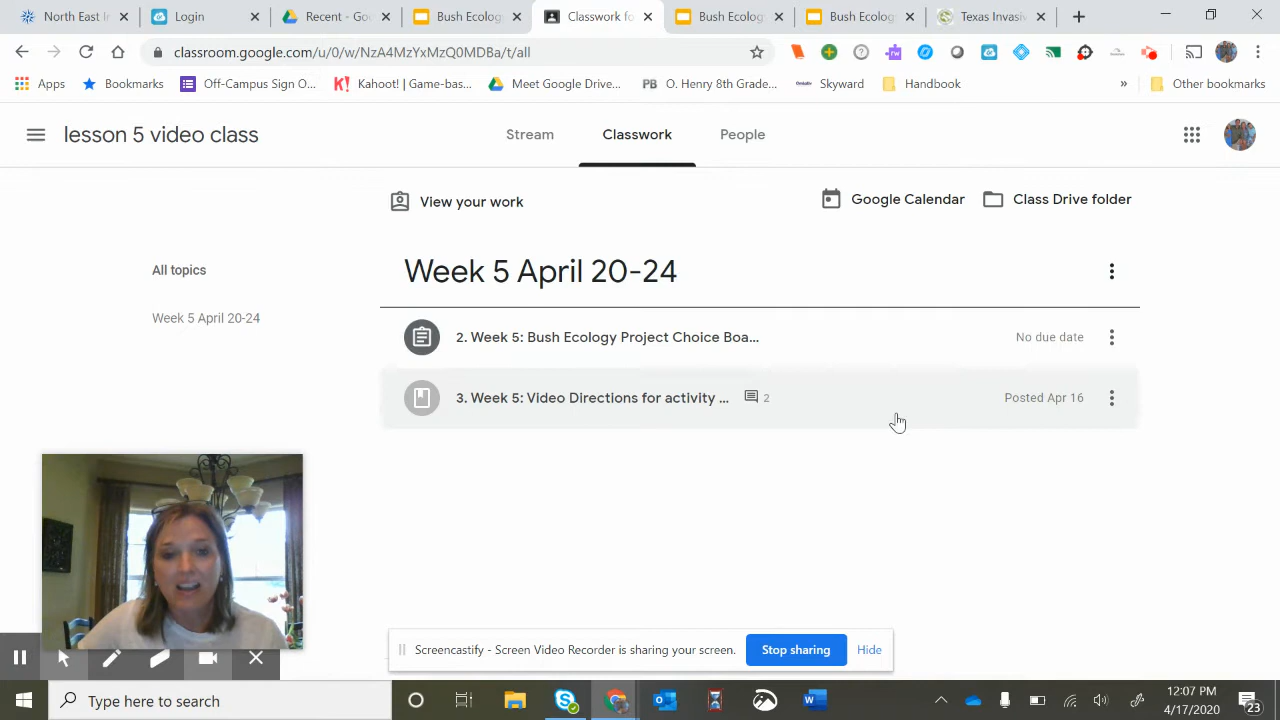 North East In
Login
Recent - Goo
Bush Ecolog
Classwork fo
Bush Ecolog
Bush Ecolog
Texas Invasiv
classroom.google.com/u/0/w/NzA4MzYxMzQ0MDBa/t/all
Apps
Bookmarks
Off-Campus Sign O...
K! Kahoot! | Game-bas...
Meet Google Drive...
PB O. Henry 8th Grade...
Skyward
Handbook
»
Other bookmarks
lesson 5 video class
Stream
Classwork
People
View your work
Google Calendar
Class Drive folder
All topics
Week 5 April 20-24
Week 5 April 20-24
2. Week 5: Bush Ecology Project Choice Boa...
No due date
3. Week 5: Video Directions for activity ...
2
Posted Apr 16
Screencastify - Screen Video Recorder is sharing your screen.
Stop sharing
Hide
Type here to search
12:07 PM
4/17/2020
23